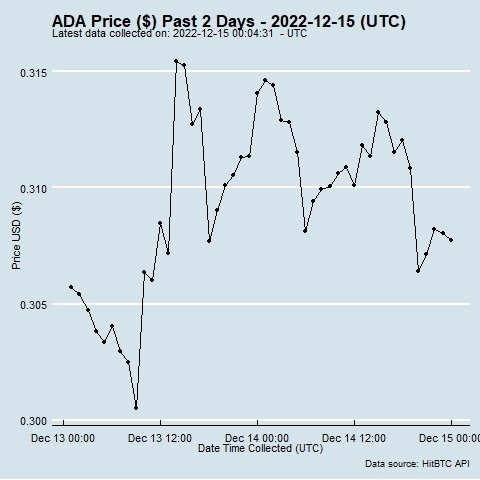 ADA Price ($) Past 2 Days - 2022-12-15 (UTC)
Latest data collected on: 2022-12-15 00:04:31 - UTC
0.315
0.310
0.305
0.300
Price USD ($)
Dec 13 00:00 Dec 13 12:00 Dec 14 00:00 Dec 14 12:00 Dec 15 00:00
Date Time Collected (UTC)
Data source: HitBTC API